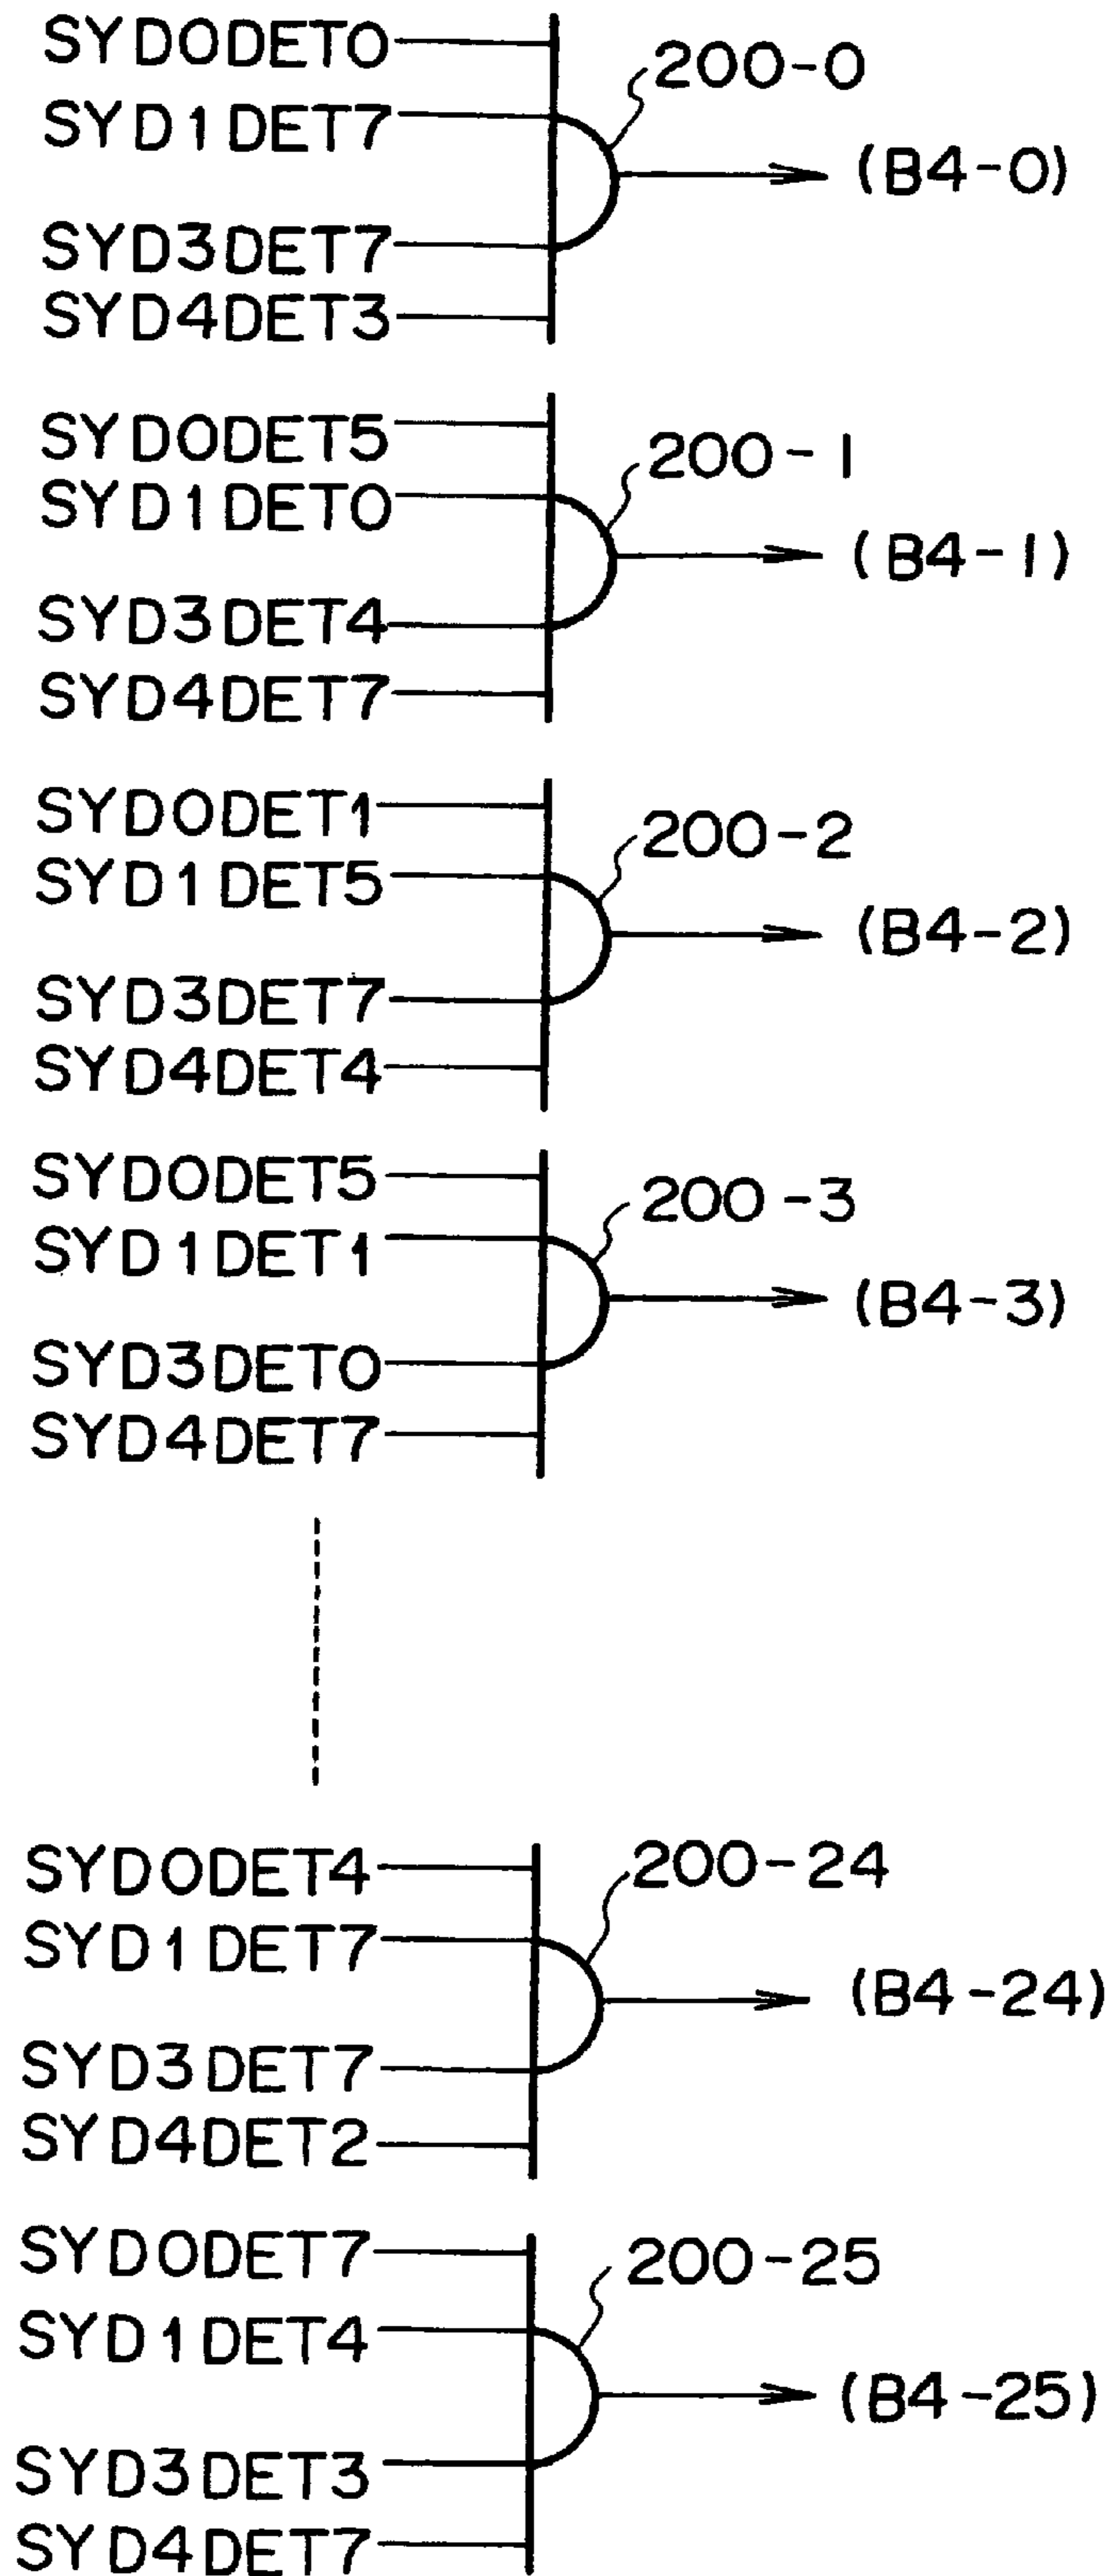 SYD0DET0
200-0
SYD1DET7
(B4-0)
SYD3DET7
SYD4DET3
SYD0DET5
200-1
SYD1DET0
(B4-1)
SYD3DET4
SYD4DET7
SYD0DET1
200-2
SYD1DET5
(B4-2)
SYD3DET7
SYD4DET4
SYD0DET5
200-3
SYD1DET1
(B4-3)
SYD3DET0
SYD4DET7
SYD0DET4
200-24
SYD1DET7
(B4-24)
SYD3DET7
SYD4DET2
SYD0DET7
200-25
SYD1DET4
(B4-25)
SYD3DET3
SYD4DET7